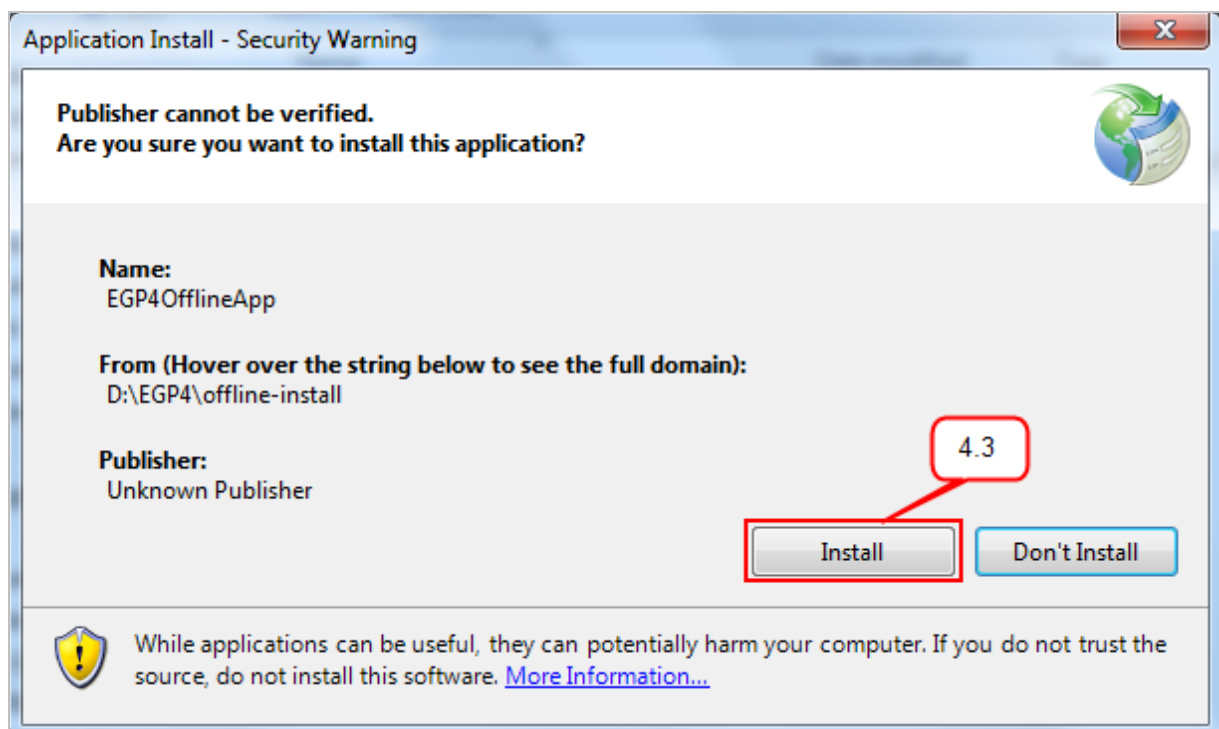 Application Install - Security Warning
Publisher cannot be verified.
Are you sure you want to install this application?
Name:
EGP4OfflineApp
From (Hover over the string below to see the full domain):
D:\EGP4\offline-install
4.3
Publisher:
Unknown Publisher
Install
Don't Install
While applications can be useful, they can potentially harm your computer. If you do not trust the
source, do not install this software. More Information...